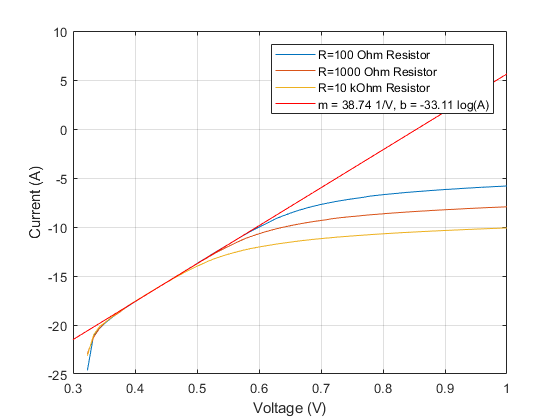 10
5
0
-5
-10
-15
-20
-25
Current (A)
R=100 Ohm Resistor
R=1000 Ohm Resistor
R=10 kOhm Resistor
m = 38.74 1/V, b = -33.11 log(A)
0.3 0.4 0.5 0.6 0.7 0.8 0.9 1
Voltage (V)